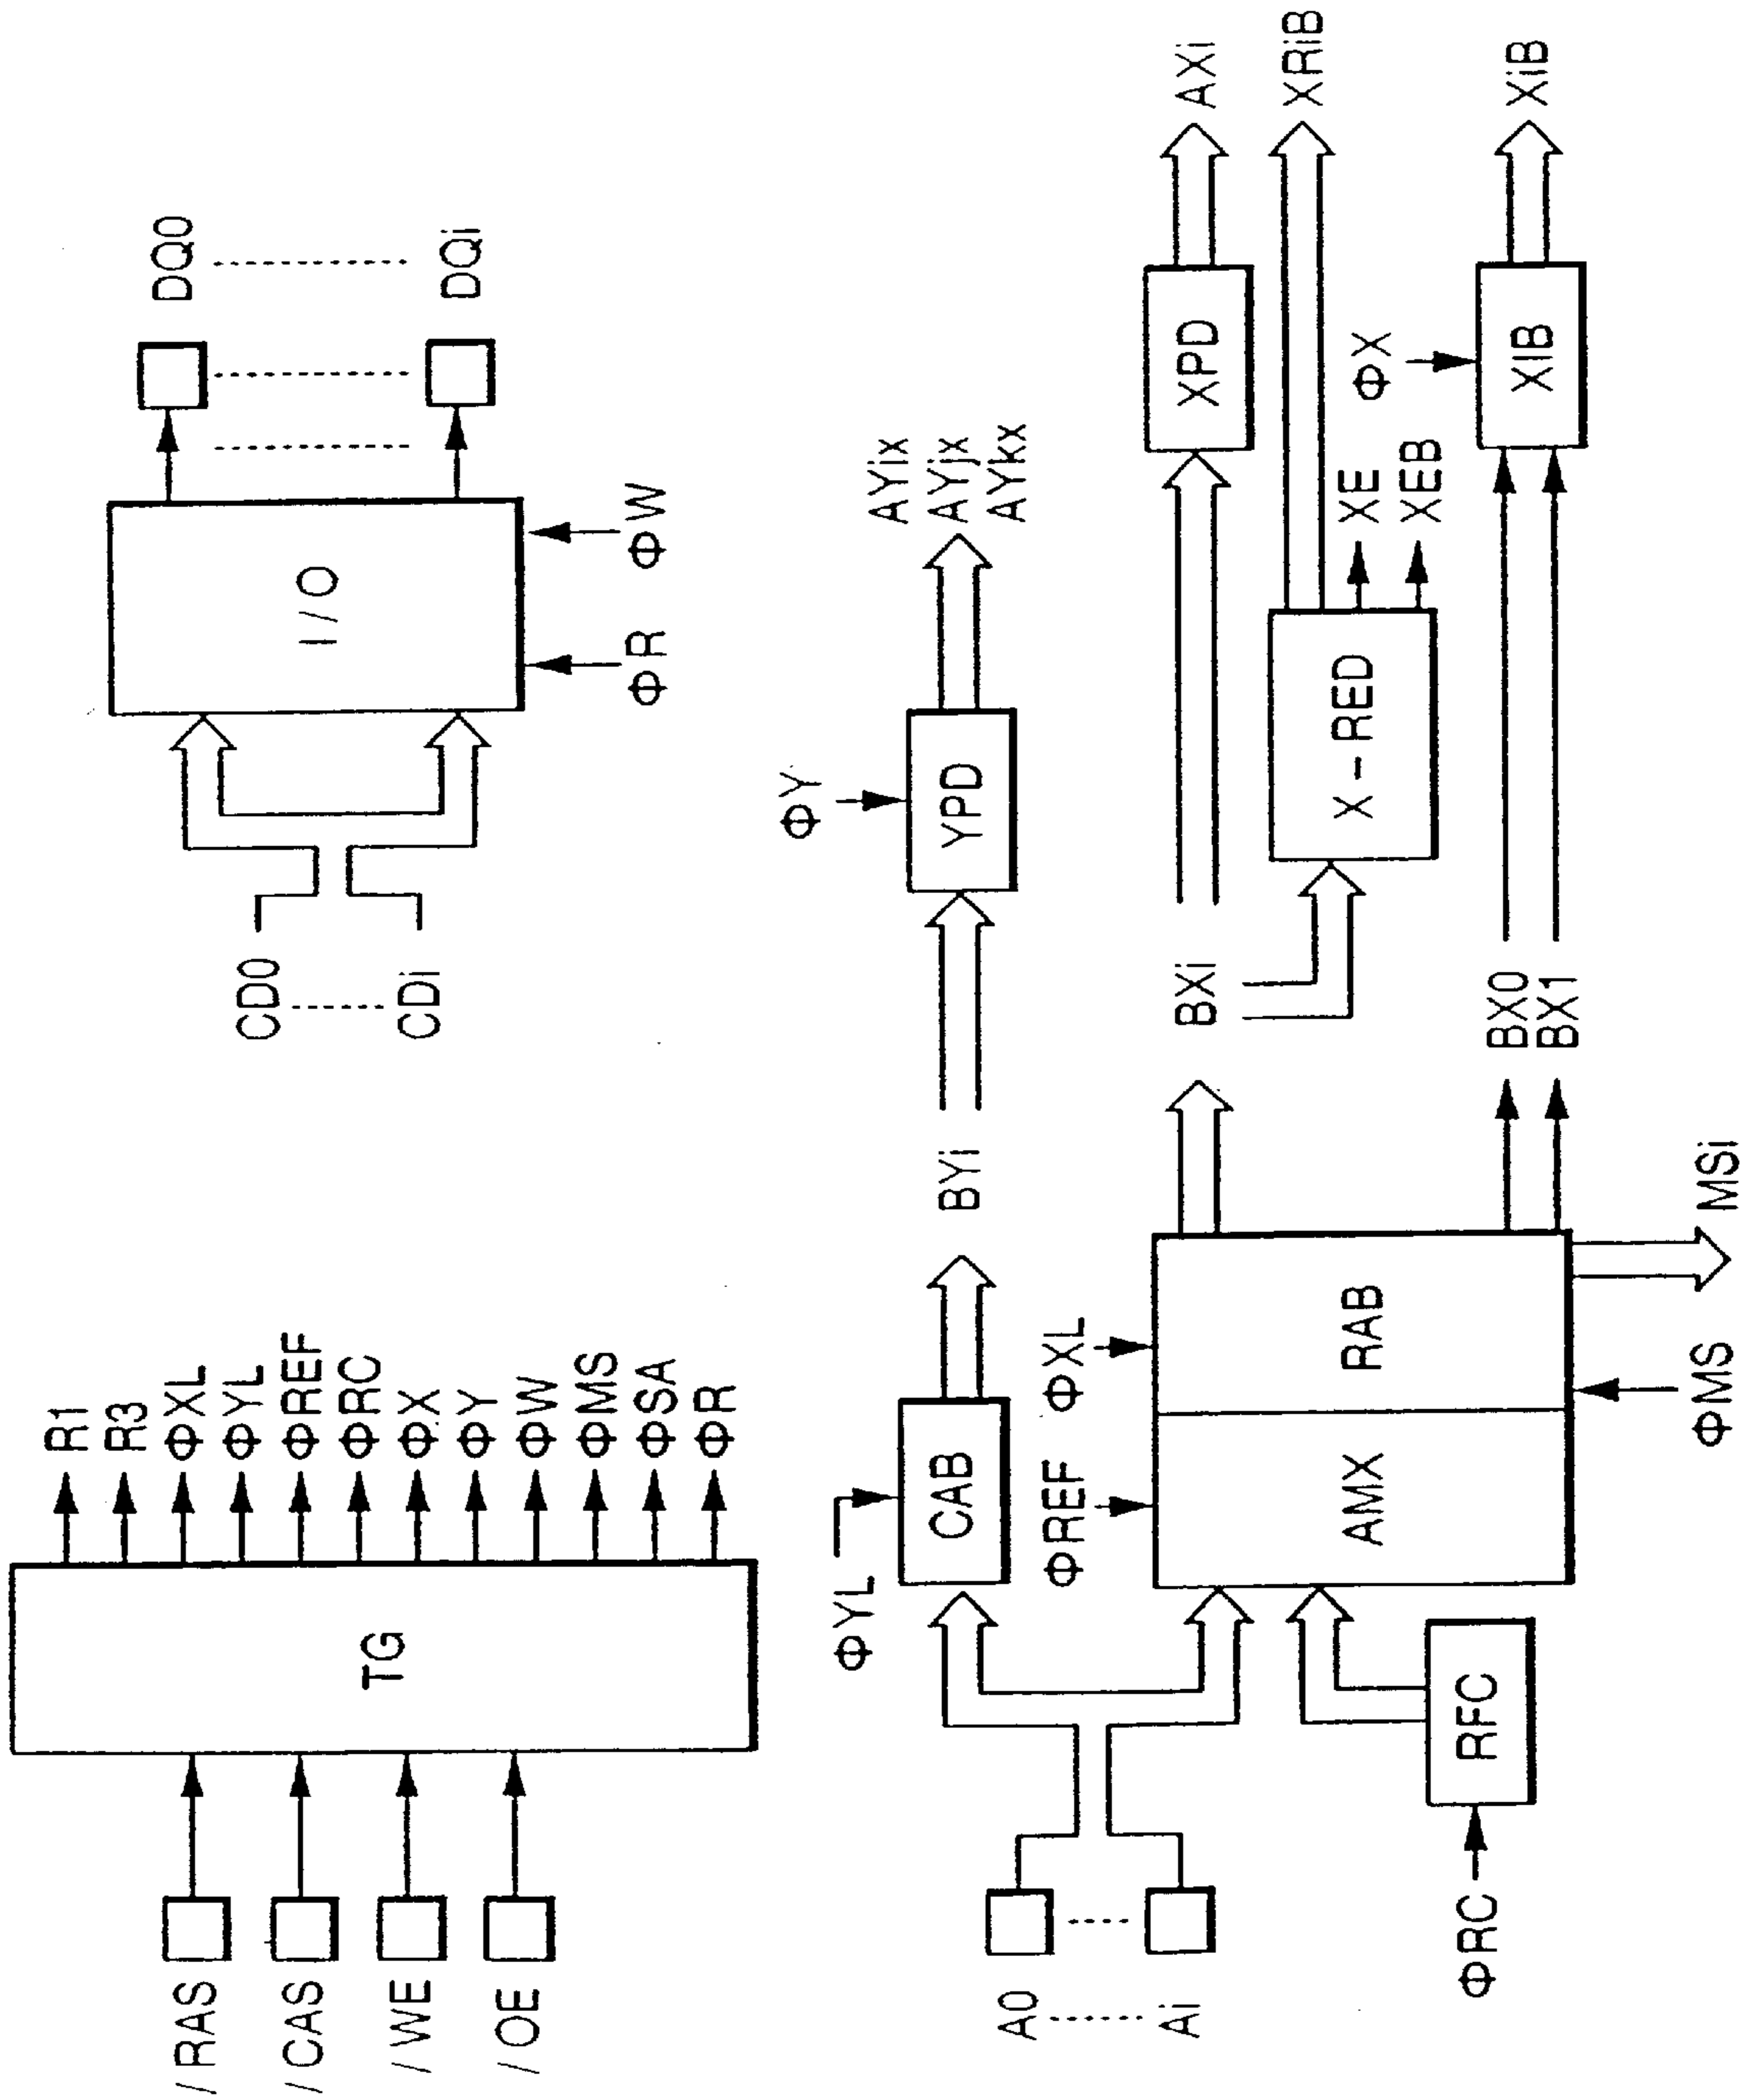 /RAS
/CAS
/WE
/OE
TG
R1
R3
ΦXL
ΦYL
ΦREF
ΦRC
ΦX
ΦY
ΦW
ΦMS
ΦSA
ΦR
CD0
CDi
I/O
ΦR
ΦW
DQ0
DQi
A0
Ai
ΦYL
CAB
BYi
ΦY
YPD
AYix
AYjx
AYkx
ΦRC
RFC
ΦREF
AMX
ΦXL
RAB
ΦMS
MSi
BXi
BX0
BX1
XPD
AXi
X-RED
XRiB
XE
XEB
ΦX
XIB
XiB